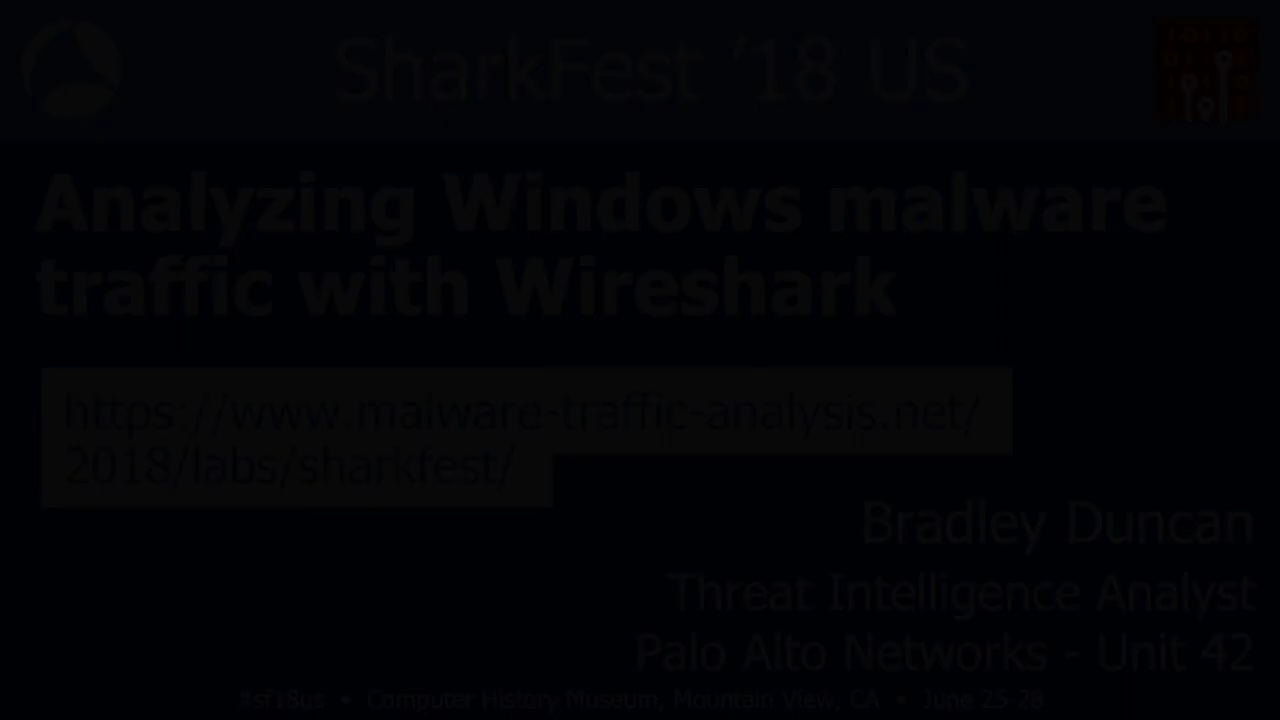 SharkFest '18 US
Analyzing Windows malware
traffic with Wireshark
https://www.malware-traffic-analysis.net/
2018/labs/sharkfest/
Bradley Duncan
Threat Intelligence Analyst
Palo Alto Networks - Unit 42
#sf18us • Computer History Museum, Mountain View, CA • June 25-28